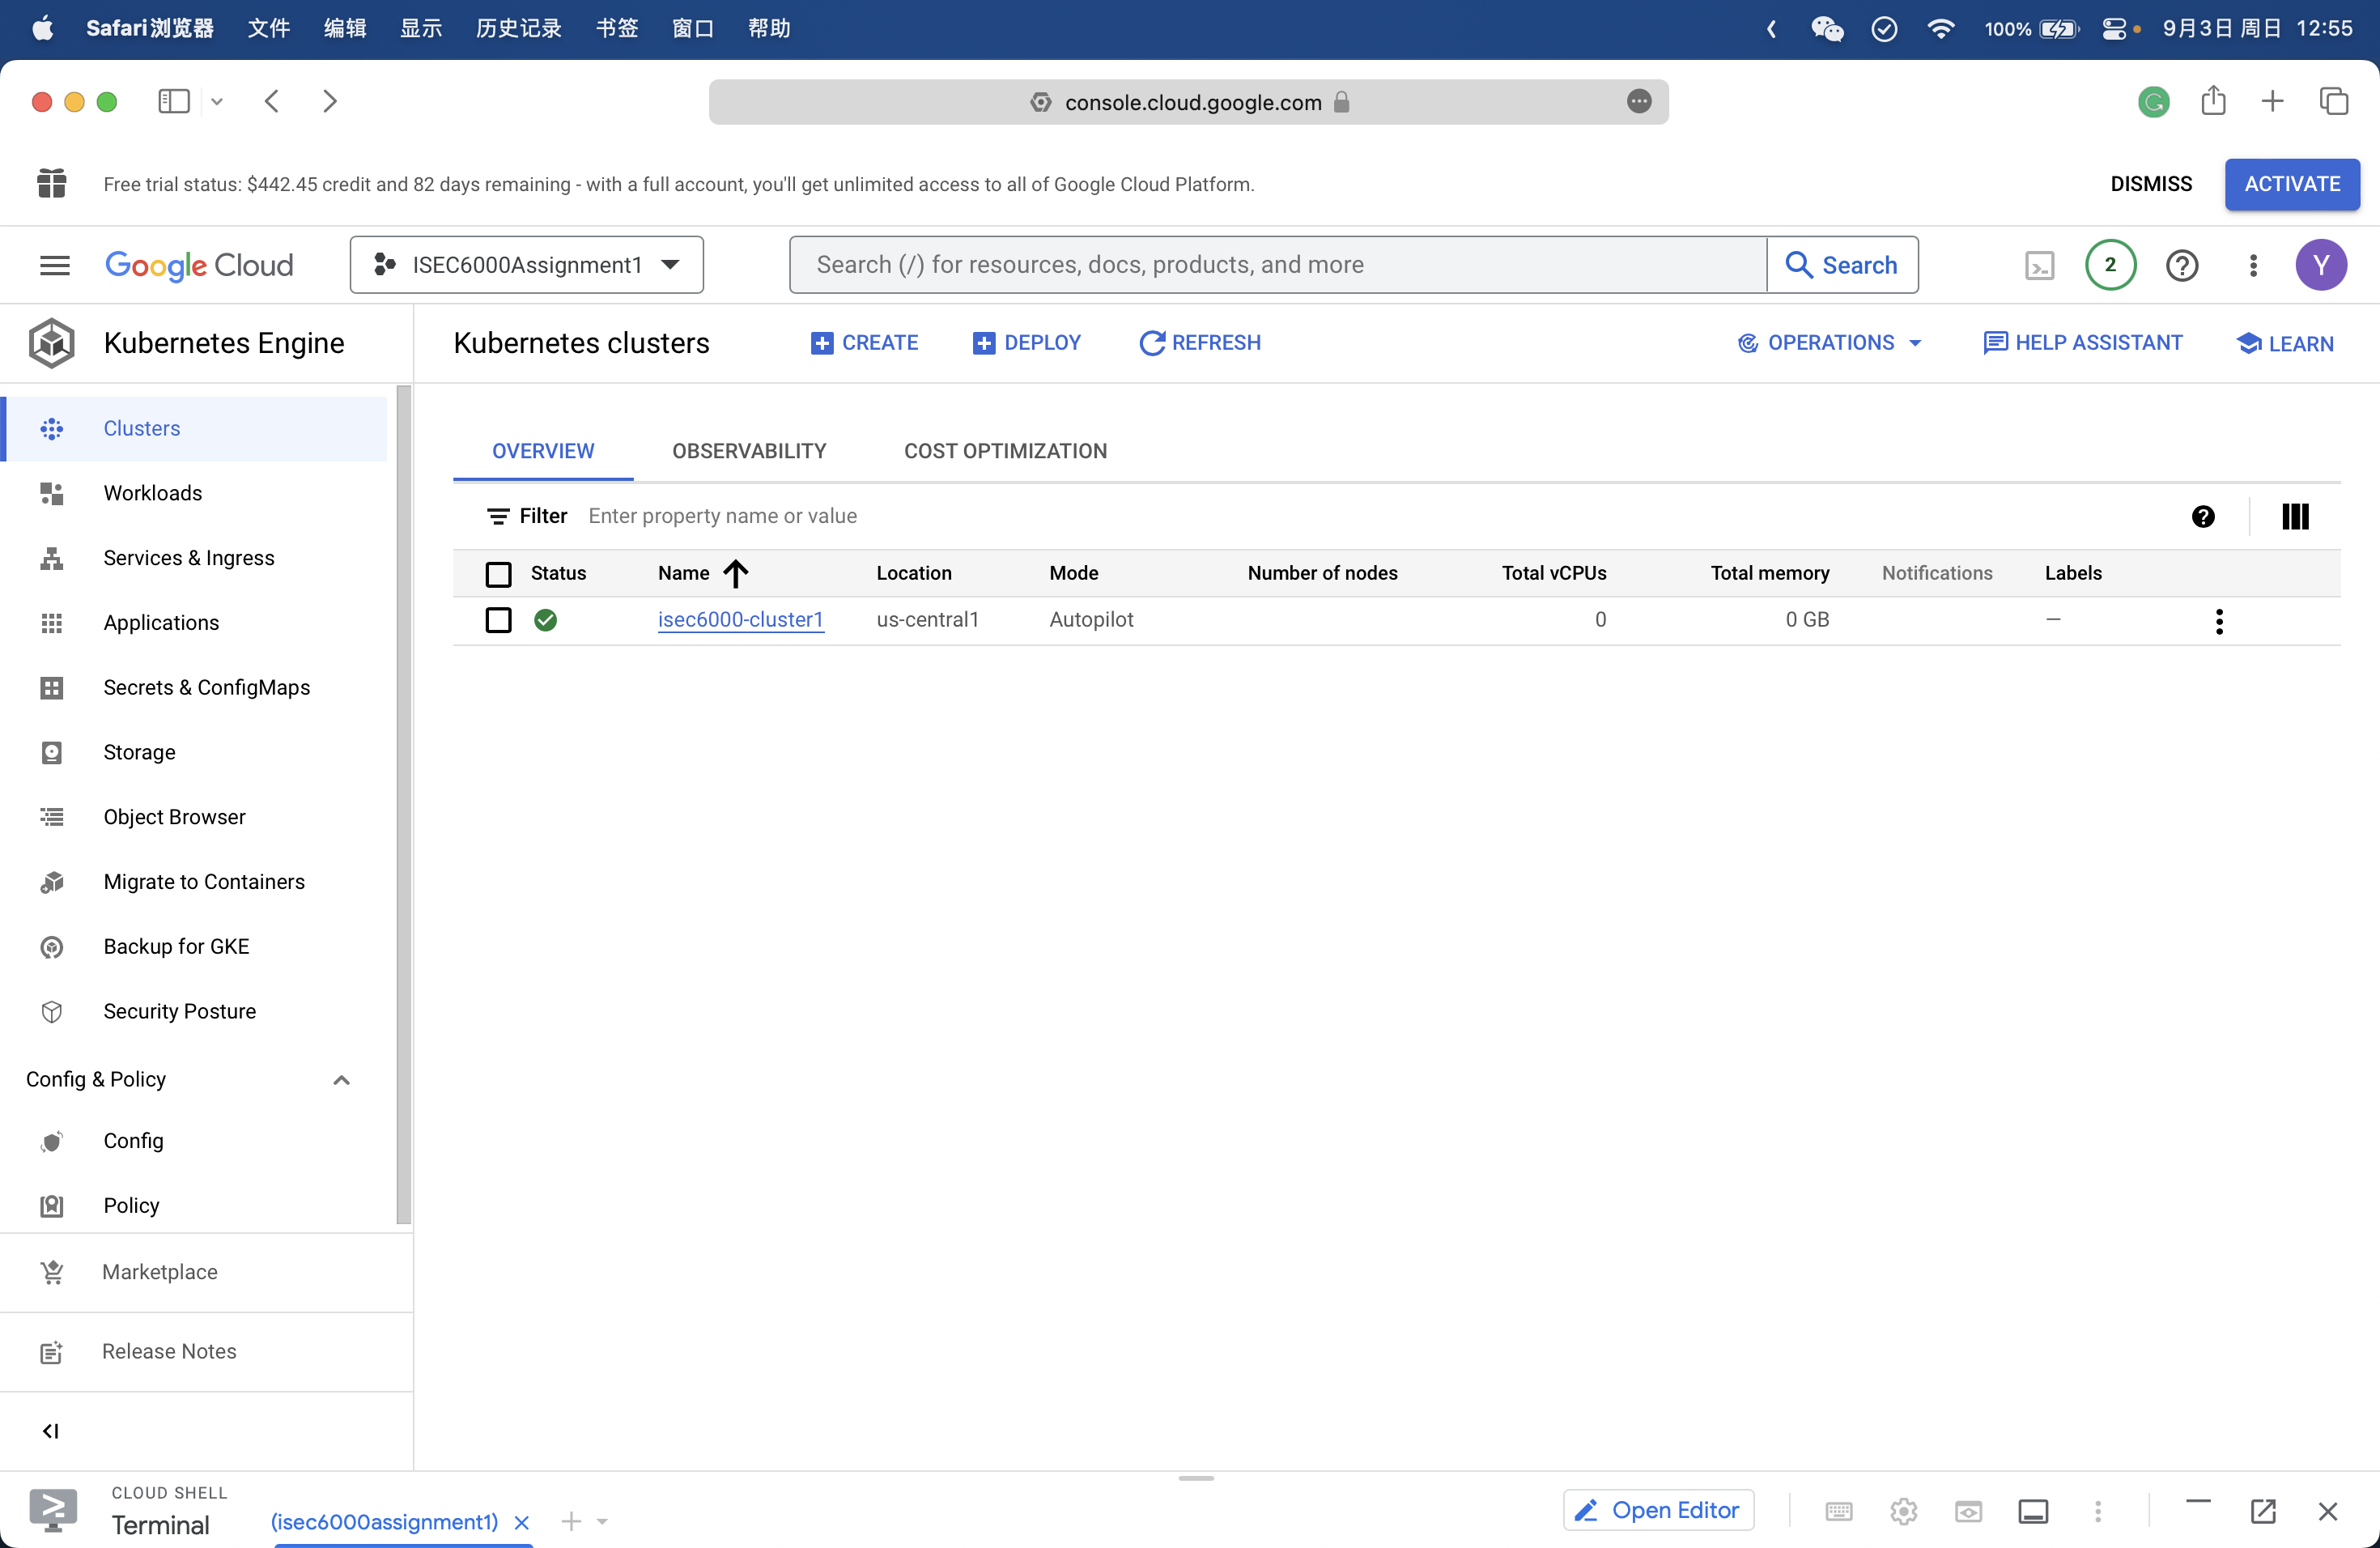 Safari浏览器 文件 编辑 显示 历史记录 书签 窗口 帮助 100% 9月3日 周日 12:55
console.cloud.google.com
Free trial status: $442.45 credit and 82 days remaining - with a full account, you'll get unlimited access to all of Google Cloud Platform. DISMISS ACTIVATE
Google Cloud ISEC6000Assignment1 Search (/) for resources, docs, products, and more Search 2 Y
Kubernetes Engine
Kubernetes clusters CREATE DEPLOY REFRESH OPERATIONS HELP ASSISTANT LEARN
Clusters
Workloads
Services & Ingress
Applications
Secrets & ConfigMaps
Storage
Object Browser
Migrate to Containers
Backup for GKE
Security Posture
Config & Policy
Config
Policy
Marketplace
Release Notes
OVERVIEW OBSERVABILITY COST OPTIMIZATION
Filter Enter property name or value
Status Name Location Mode Number of nodes Total vCPUs Total memory Notifications Labels
isec6000-cluster1 us-central1 Autopilot 0 0 GB —
CLOUD SHELL
Terminal (isec6000assignment1) Open Editor